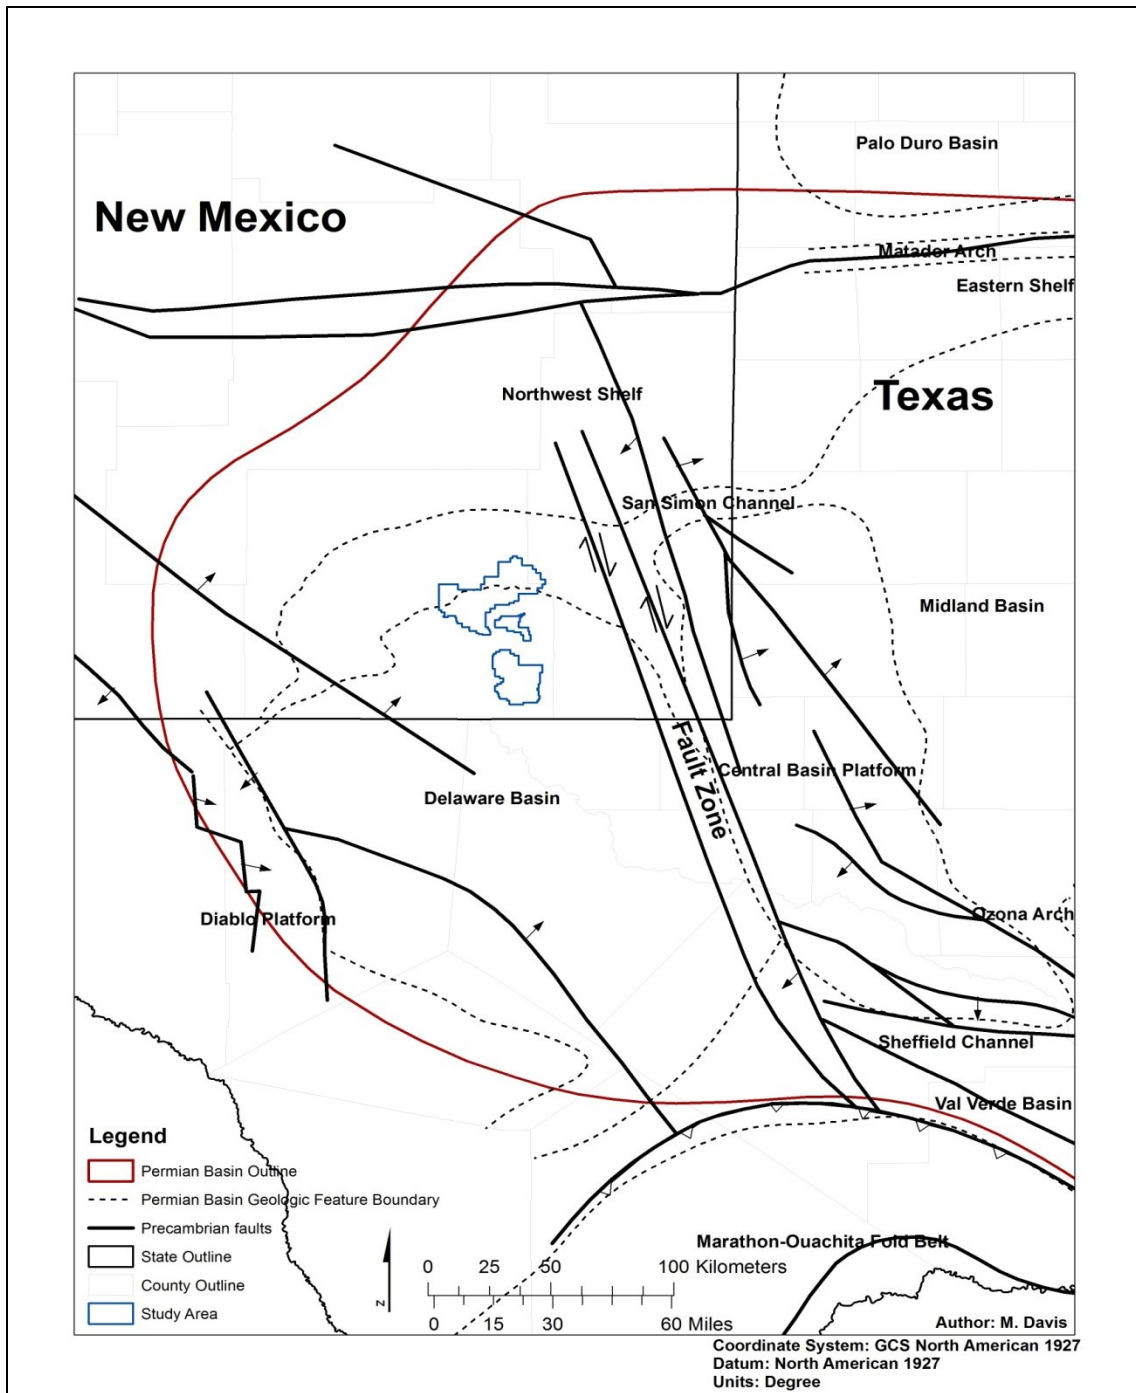 Palo Duro Basin
New Mexico
Matador Arch
Eastern Shelf
Northwest Shelf
Texas
San Simon Channel
Midland Basin
Fault Zone
Central Basin Platform
Delaware Basin
Diablo Platform
Ozona Arch
Sheffield Channel
Val Verde Basin
Legend
Permian Basin Outline
Permian Basin Geologic Feature Boundary
Precambrian faults
State Outline
County Outline
Study Area
N
Marathon-Ouachita Fold Belt
0 25 50 100 Kilometers
0 15 30 60 Miles
Author: M. Davis
Coordinate System: GCS North American 1927
Datum: North American 1927
Units: Degree